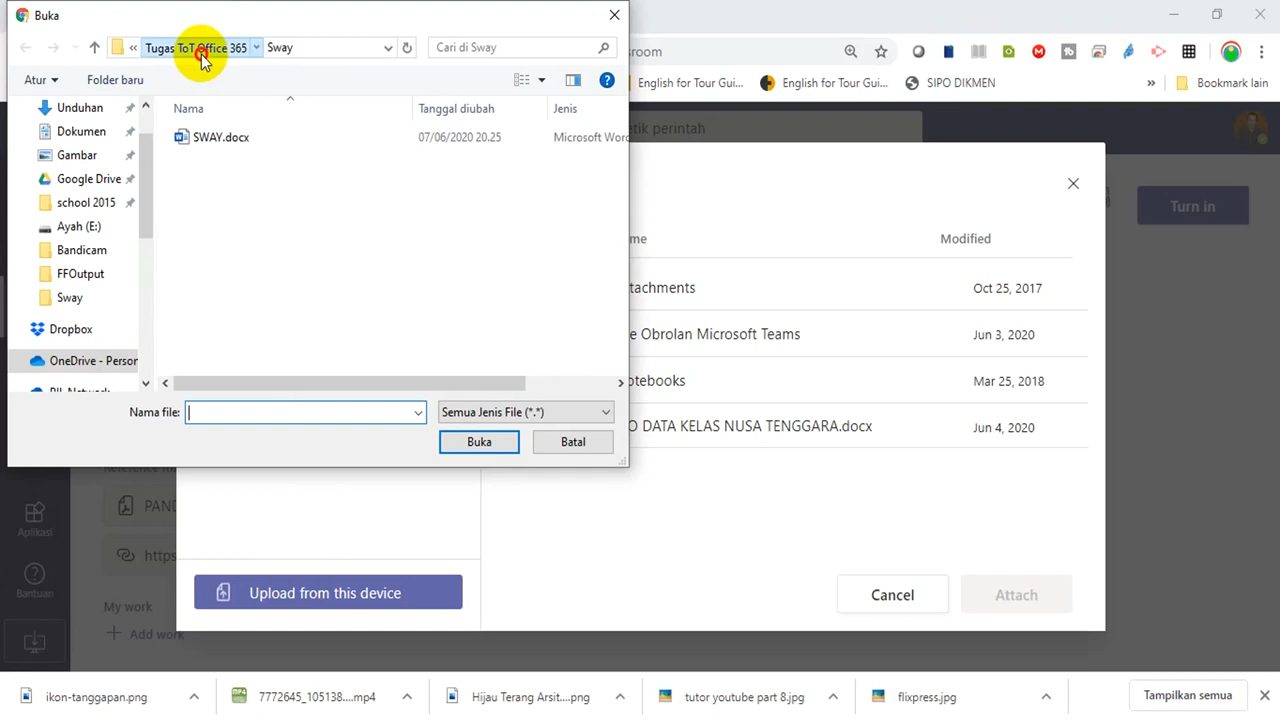 Buka
« Tugas ToT Office 365 Sway
Cari di Sway
Atur
Folder baru
Unduhan
Dokumen
Gambar
Google Drive
school 2015
Ayah (E:)
Bandicam
FFOutput
Sway
Dropbox
OneDrive - Person
Nama
Tanggal diubah
Jenis
SWAY.docx
07/06/2020 20.25
Microsoft Word
Nama file:
Semua Jenis File (*.*)
Buka
Batal
room
English for Tour Gui...
English for Tour Gui...
SIPO DIKMEN
»
Bookmark lain
etik perintah
Turn in
me
Modified
tachments
Oct 25, 2017
e Obrolan Microsoft Teams
Jun 3, 2020
otebooks
Mar 25, 2018
O DATA KELAS NUSA TENGGARA.docx
Jun 4, 2020
Aplikasi
Bantuan
PAND
https:
My work
Add work
Upload from this device
Cancel
Attach
ikon-tanggapan.png
7772645_105138....mp4
Hijau Terang Arsit....png
tutor youtube part 8.jpg
flixpress.jpg
Tampilkan semua